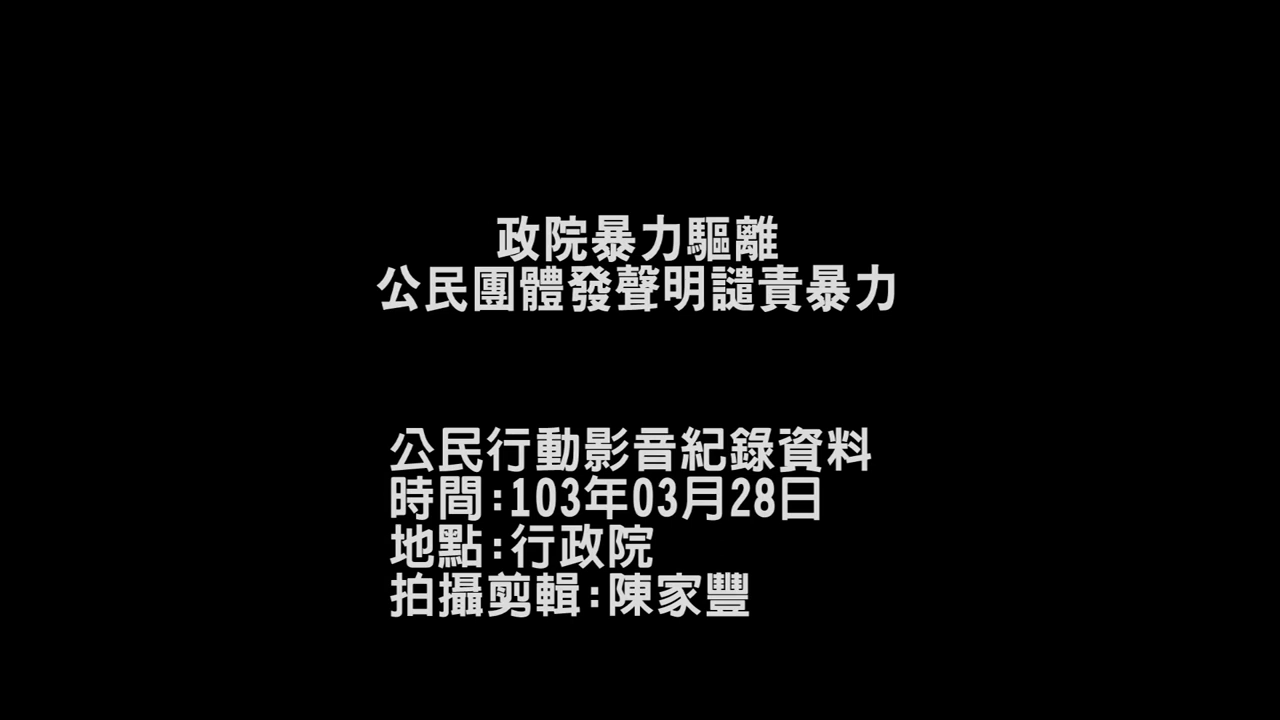 政院暴力驅離
公民團體發聲明譴責暴力
公民行動影音紀錄資料
時間:103年03月28日
地點:行政院
拍攝剪輯:陳家豐